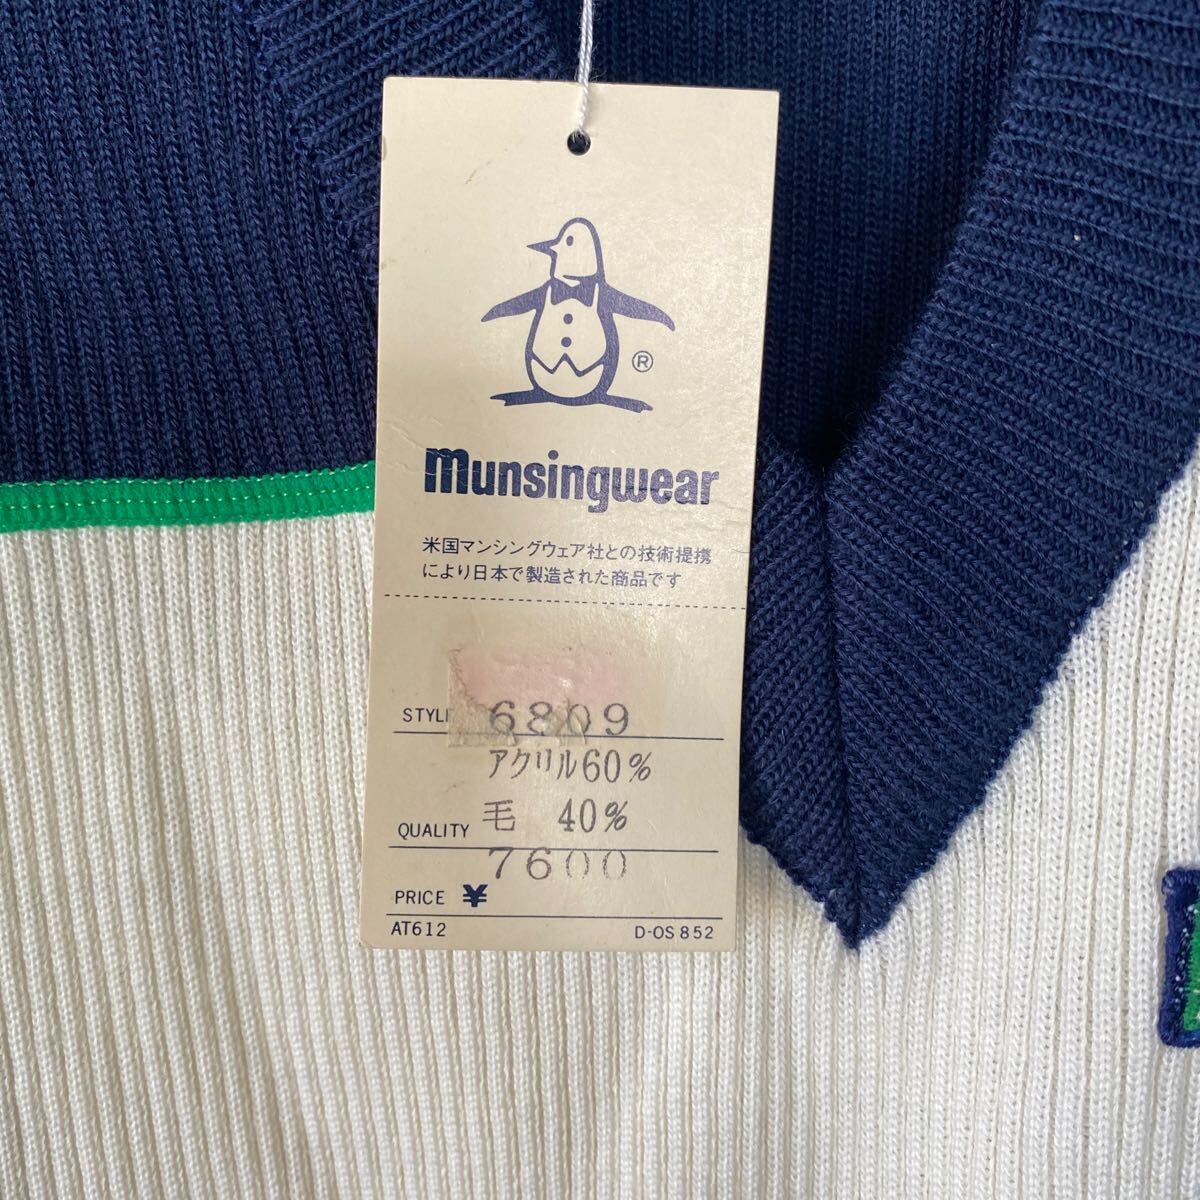 ®
munsingwear
米国マンシングウェア社との技術提携
により日本で製造された商品です
STYLE 6809
アクリル60%
QUALITY 毛 40%
7600
PRICE ¥
AT612 D-OS 852